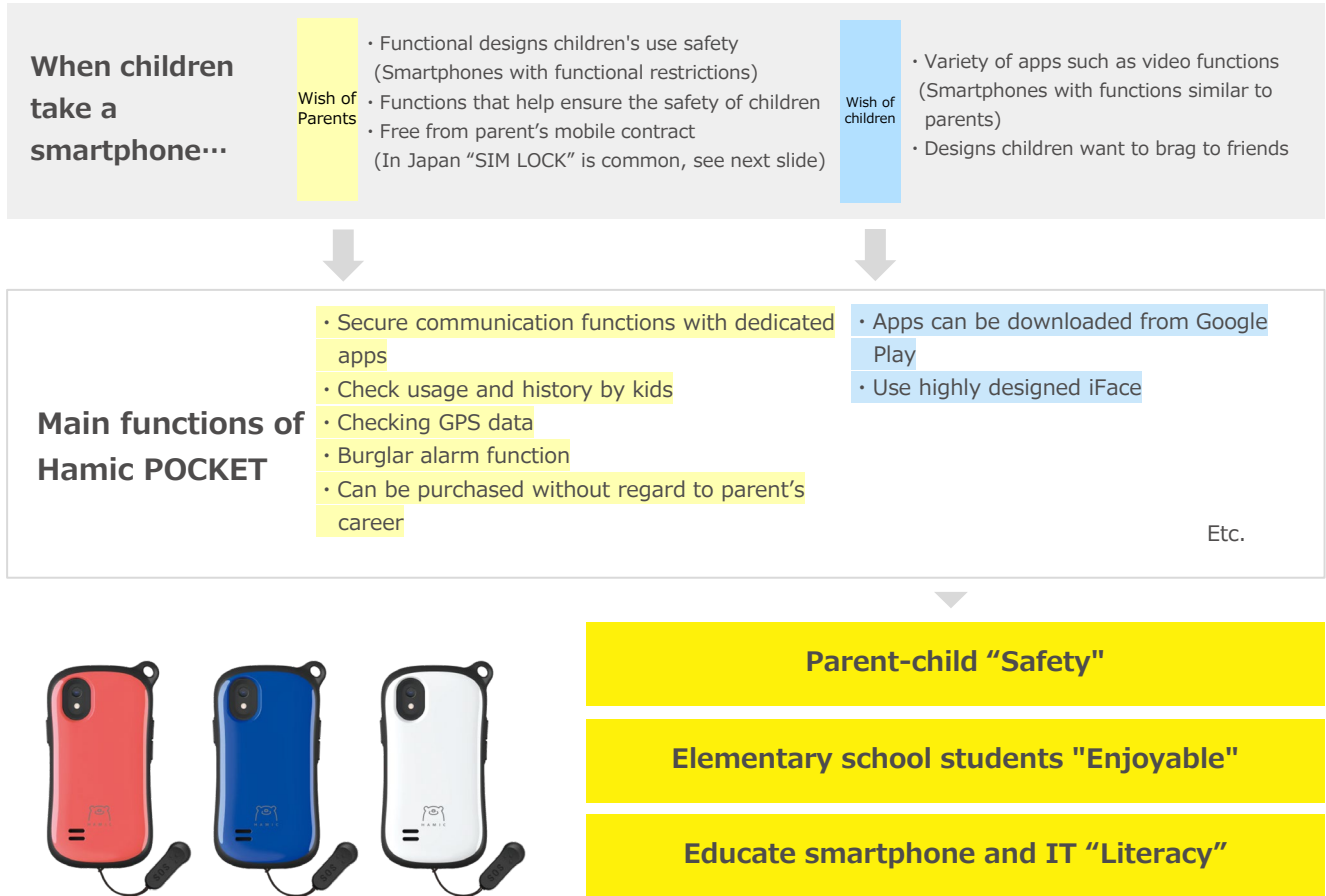 When children
take a
smartphone…
Wish of
Parents
・Functional designs children's use safety
(Smartphones with functional restrictions)
・Functions that help ensure the safety of children
・Free from parent’s mobile contract
(In Japan “SIM LOCK” is common, see next slide)
Wish of
children
・Variety of apps such as video functions
(Smartphones with functions similar to
parents)
・Designs children want to brag to friends
Main functions of
Hamic POCKET
・Secure communication functions with dedicated
apps
・Check usage and history by kids
・Checking GPS data
・Burglar alarm function
・Can be purchased without regard to parent’s
career
・Apps can be downloaded from Google
Play
・Use highly designed iFace
Etc.
HAMIC
HAMIC
HAMIC
SOS
SOS
SOS
Parent-child “Safety"
Elementary school students "Enjoyable"
Educate smartphone and IT “Literacy”